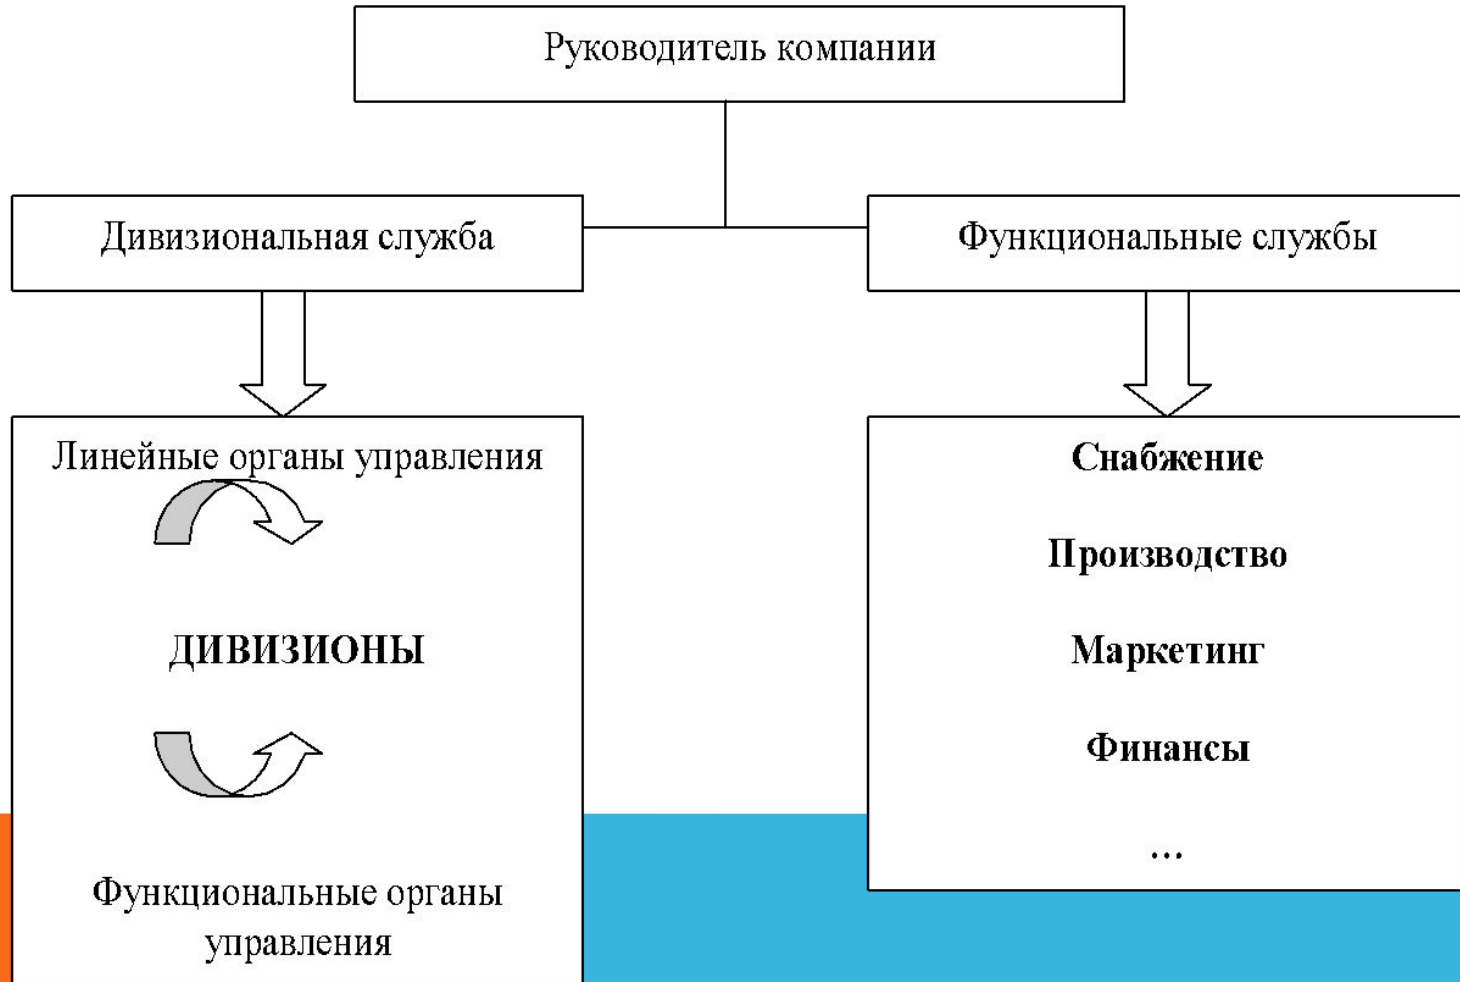 Руководитель компании
Дивизиональная служба
Функциональные службы
Линейные органы управления
ДИВИЗИОНЫ
Функциональные органы
управления
Снабжение
Производство
Маркетинг
Финансы
...